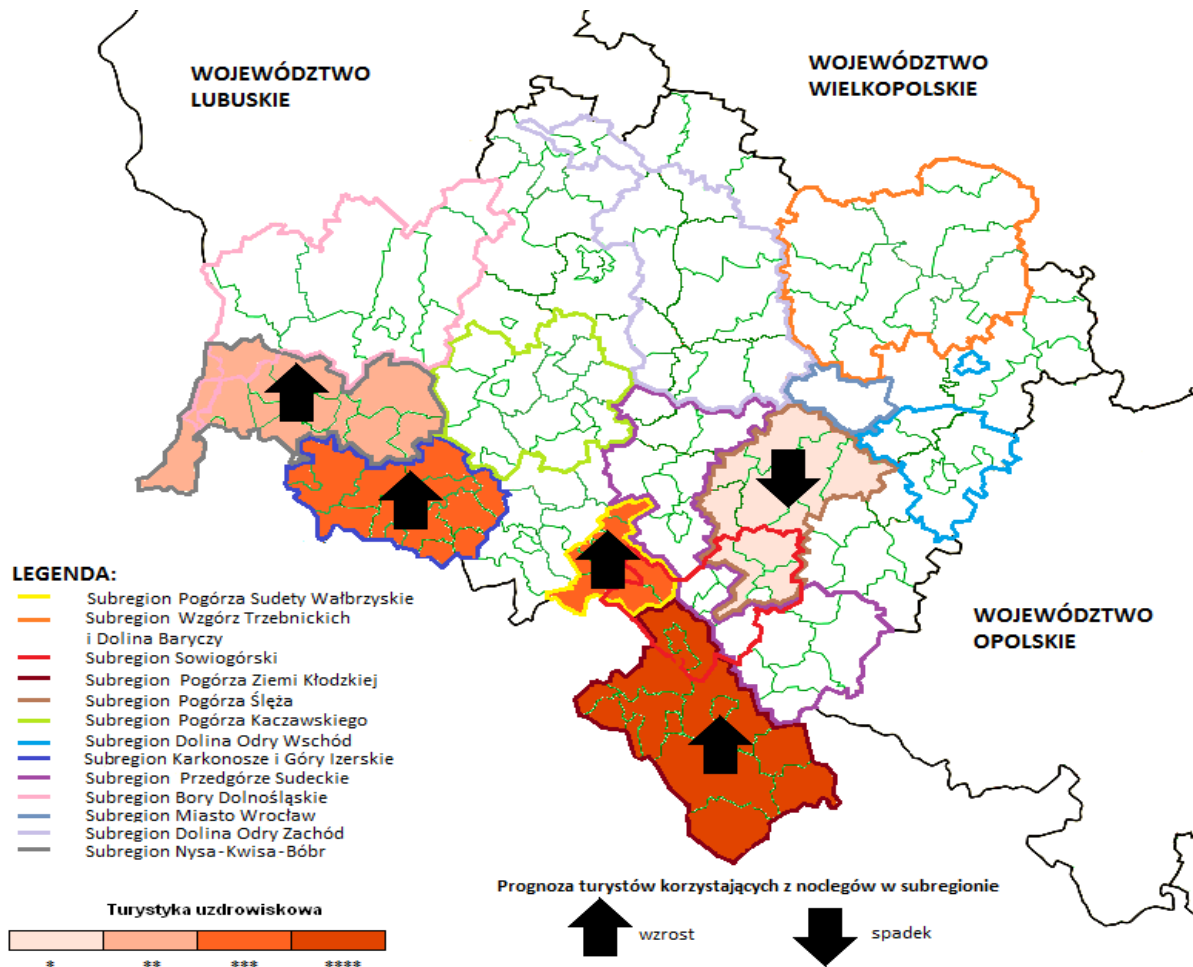 WOJEWÓDZTWO
LUBUSKIE
WOJEWÓDZTWO
WIELKOPOLSKIE
LEGENDA:
Subregion Pogórza Sudety Wałbrzyskie
Subregion Wzgórz Trzebnickich
i Dolina Baryczy
Subregion Sowiogórski
Subregion Pogórza Ziemi Kłodzkiej
Subregion Pogórza Ślęża
Subregion Pogórza Kaczawskiego
Subregion Dolina Odry Wschód
Subregion Karkonosze i Góry Izerskie
Subregion Przedgórze Sudeckie
Subregion Bory Dolnośląskie
Subregion Miasto Wrocław
Subregion Dolina Odry Zachód
Subregion Nysa-Kwisa-Bóbr
WOJEWÓDZTWO
OPOLSKIE
Turystyka uzdrowiskowa
* ** *** ****
Prognoza turystów korzystających z noclegów w subregionie
wzrost
spadek